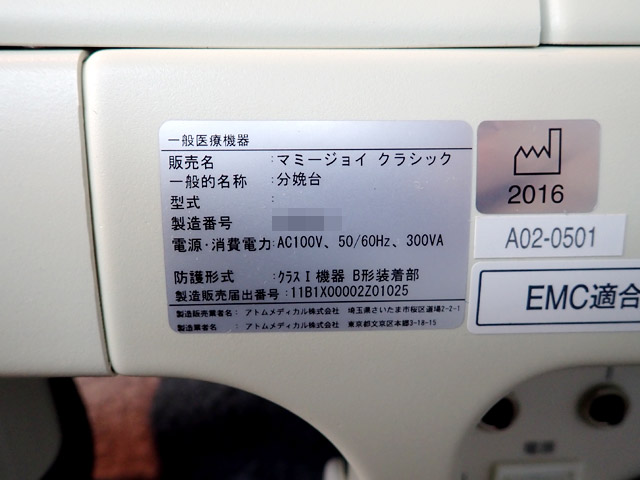 一般医療機器
販売名 :マミージョイ クラシック
一般的名称 :分娩台
型式 :
製造番号
電源・消費電力:AC100V、50/60Hz、300VA
防護形式 :クラスⅠ機器 B形装着部
製造販売届出番号:11B1X00002Z01025
製造販売業者名: アトムメディカル株式会社 埼玉県さいたま市桜区道場2-2-1
販売業者名: アトムメディカル株式会社 東京都文京区本郷3-18-15
2016
A02-0501
EMC適合
電源